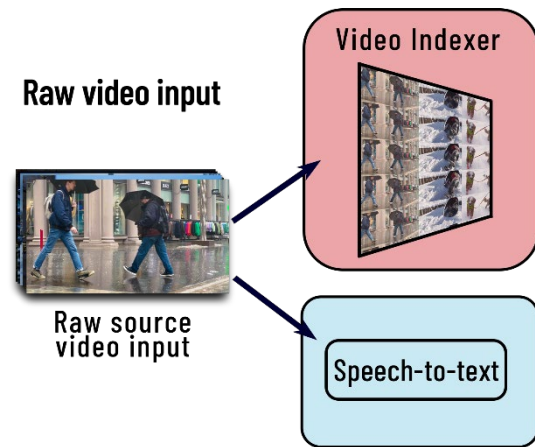 Raw video input
Raw source
video input
Video Indexer
Speech-to-text